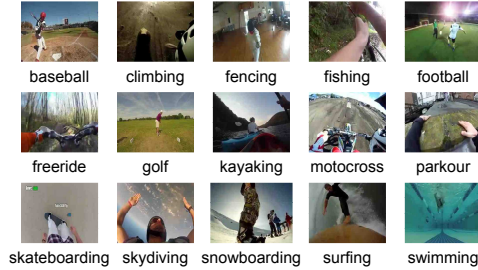 baseball climbing fencing fishing football
freeride golf kayaking motocross parkour
skateboarding skydiving snowboarding surfing swimming